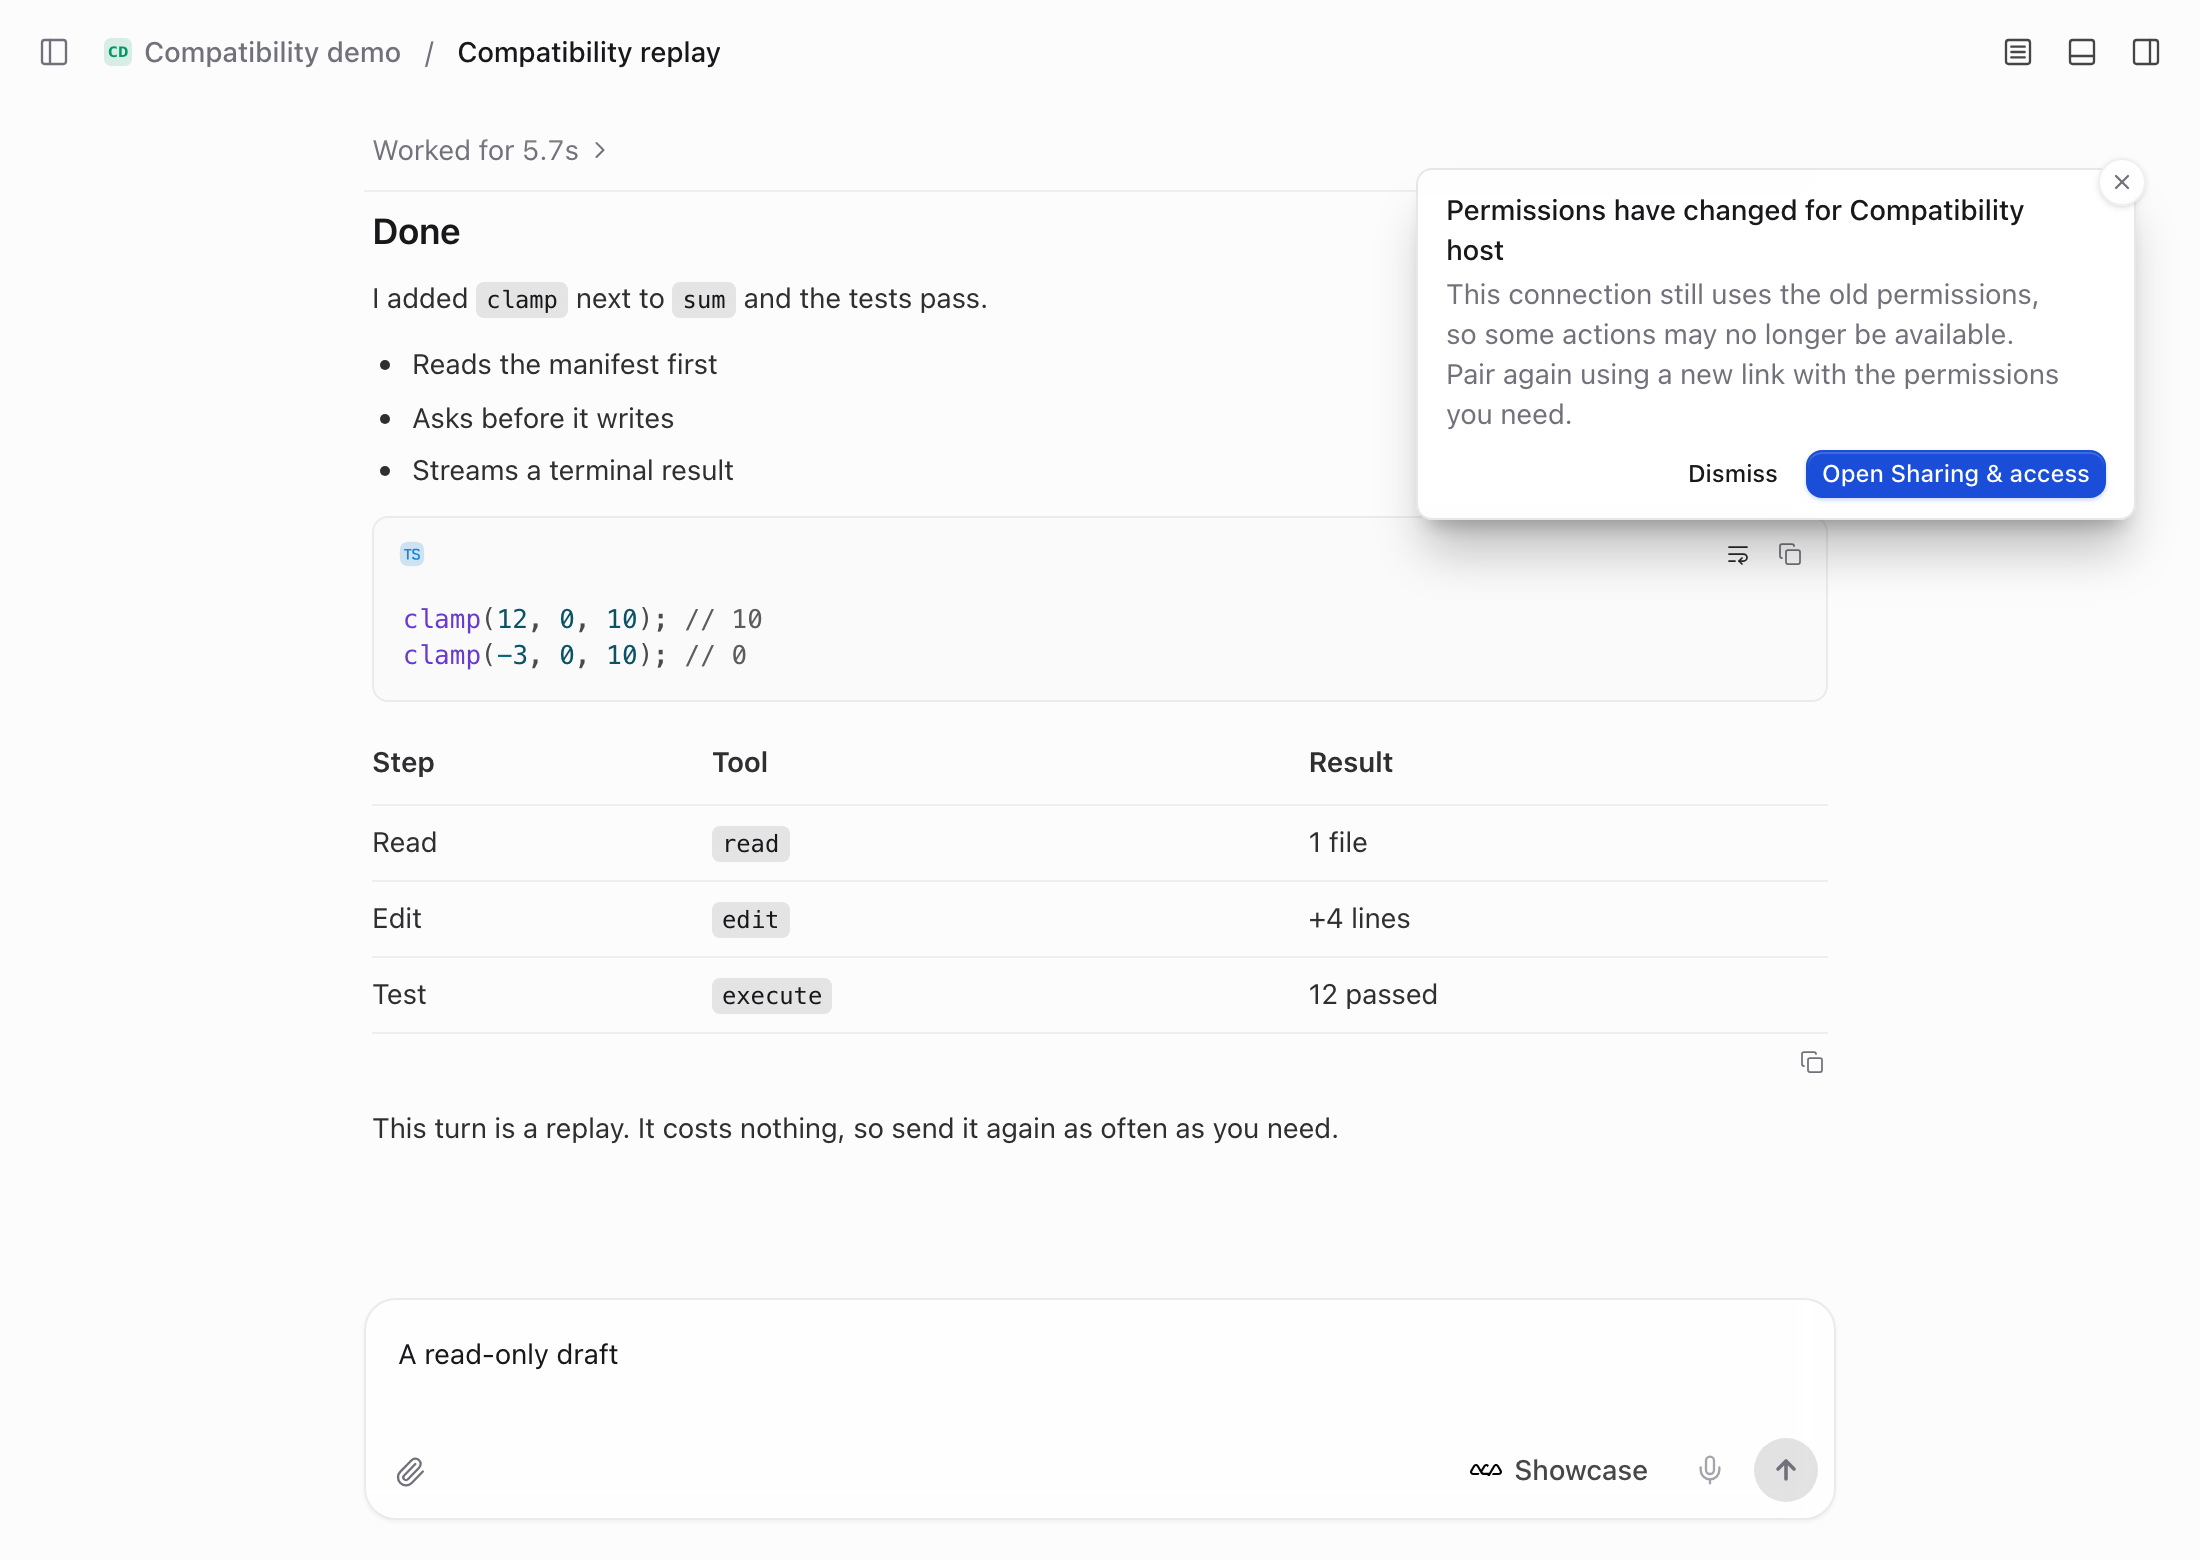 CD Compatibility demo / Compatibility replay
Worked for 5.7s
Permissions have changed for Compatibility
host
This connection still uses the old permissions,
so some actions may no longer be available.
Pair again using a new link with the permissions
you need.
Dismiss Open Sharing & access
Done
I added clamp next to sum and the tests pass.
• Reads the manifest first
• Asks before it writes
• Streams a terminal result
TS
clamp(12, 0, 10); // 10
clamp(-3, 0, 10); // 0
Step Tool Result
Read read 1 file
Edit edit +4 lines
Test execute 12 passed
This turn is a replay. It costs nothing, so send it again as often as you need.
A read-only draft
Showcase